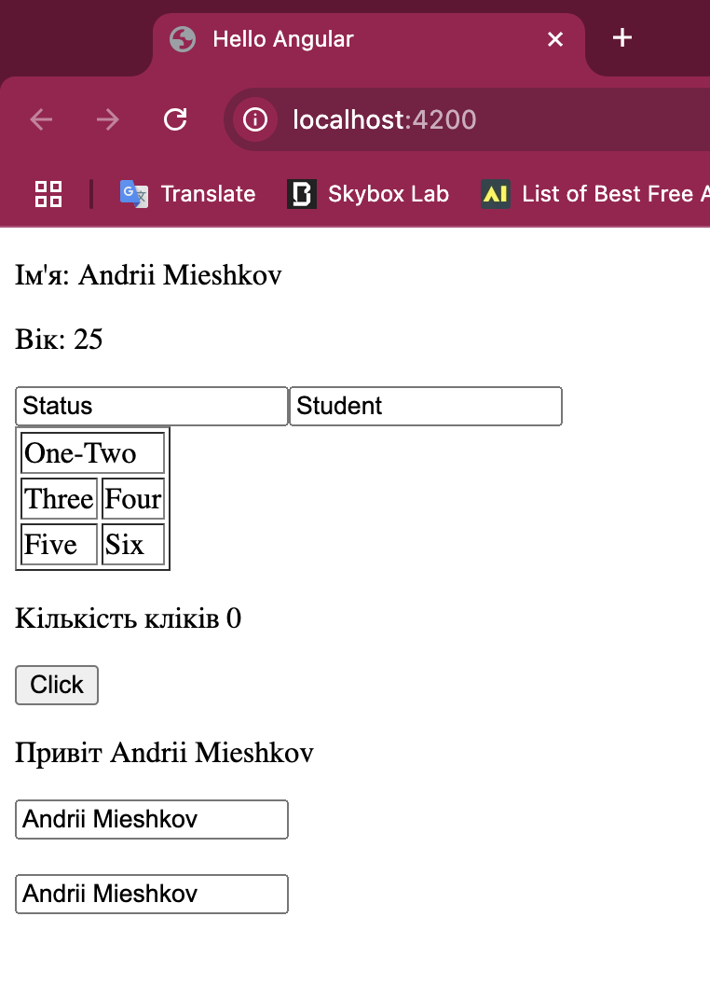 Hello Angular
localhost:4200
Translate Skybox Lab List of Best Free A
Ім'я: Andrii Mieshkov
Вік: 25
Status Student
One-Two
Three Four
Five Six
Кількість кліків 0
Click
Привіт Andrii Mieshkov
Andrii Mieshkov
Andrii Mieshkov